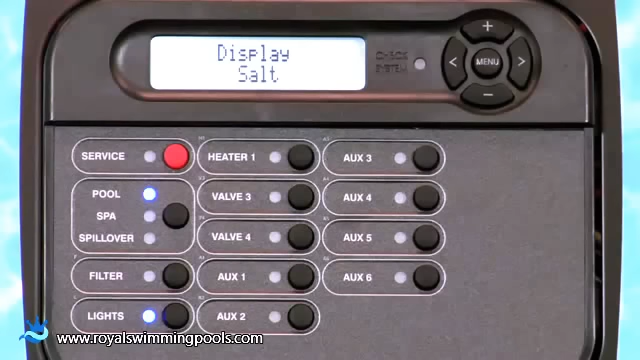 Display
Salt
CHECK
SYSTEM
+
< MENU >
−
SERVICE
POOL
SPA
SPILLOVER
FILTER
LIGHTS
HEATER 1
VALVE 3
VALVE 4
AUX 1
AUX 2
AUX 3
AUX 4
AUX 5
AUX 6
www.royalswimmingpools.com